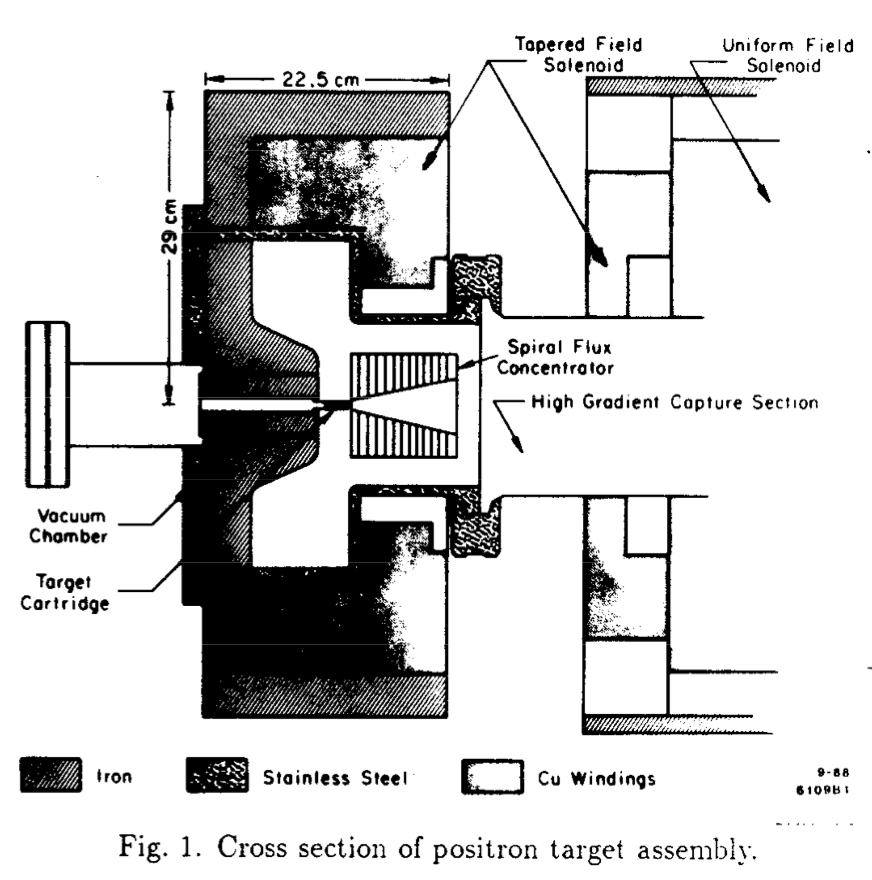 Tapered Field
Solenoid
Uniform Field
Solenoid
22.5 cm
29 cm
Spiral Flux
Concentrator
High Gradient Capture Section
Vacuum
Chamber
Target
Cartridge
Iron
Stainless Steel
Cu Windings
9-88
6109B1
Fig. 1. Cross section of positron target assembly.